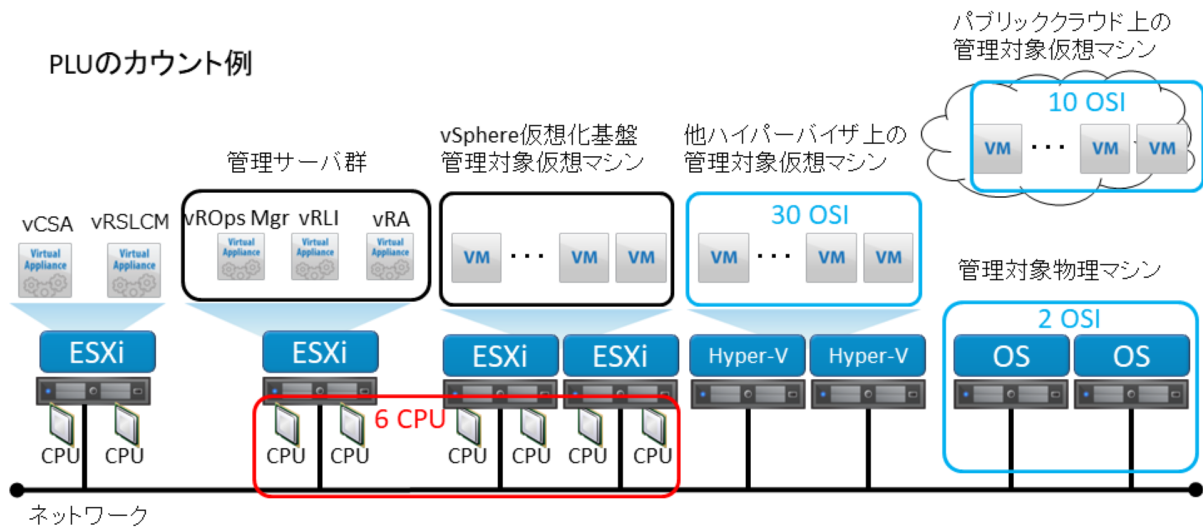 PLUのカウント例
パブリッククラウド上の
管理対象仮想マシン
10 OSI
VM ・・・ VM VM
管理サーバ群
vSphere仮想化基盤
管理対象仮想マシン
他ハイパーバイザ上の
管理対象仮想マシン
vCSA vRSLCM
Virtual Appliance
Virtual Appliance
vROps Mgr vRLI vRA
Virtual Appliance
Virtual Appliance
Virtual Appliance
VM ・・・ VM VM
30 OSI
VM ・・・ VM VM
管理対象物理マシン
2 OSI
ESXi
ESXi
ESXi ESXi
Hyper-V Hyper-V
OS OS
6 CPU
CPU CPU
CPU CPU
CPU CPU CPU CPU
ネットワーク